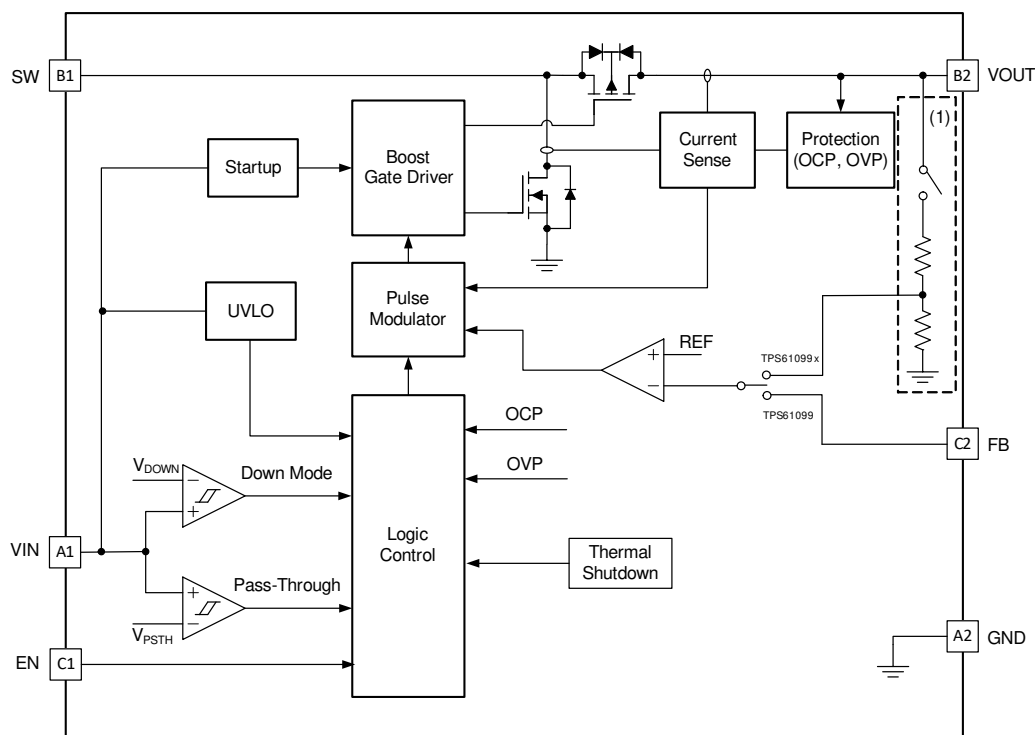 SW
B1
B2
VOUT
(1)
Startup
Boost
Gate Driver
Current
Sense
Protection
(OCP, OVP)
UVLO
Pulse
Modulator
REF
+
−
TPS61099x
TPS61099
C2
FB
OCP
OVP
VDOWN
−
+
Down Mode
VIN
A1
Logic
Control
Thermal
Shutdown
+
−
Pass-Through
VPSTH
EN
C1
A2
GND